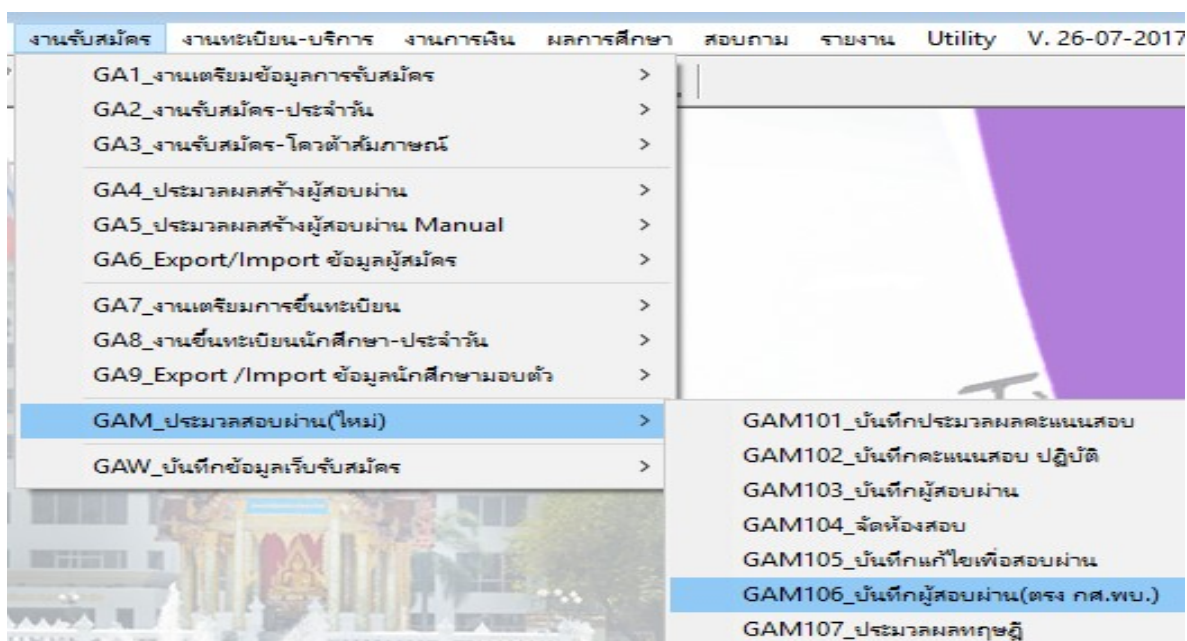 งานรับสมัคร งานทะเบียน-บริการ งานการเงิน ผลการศึกษา สอบถาม รายงาน Utility V. 26-07-2017
GA1_งานเตรียมข้อมูลการรับสมัคร >
GA2_งานรับสมัคร-ประจำวัน >
GA3_งานรับสมัคร-โควต้าสัมภาษณ์ >
GA4_ประมวลผลสร้างผู้สอบผ่าน >
GA5_ประมวลผลสร้างผู้สอบผ่าน Manual >
GA6_Export/Import ข้อมูลผู้สมัคร >
GA7_งานเตรียมการขึ้นทะเบียน >
GA8_งานขึ้นทะเบียนนักศึกษา-ประจำวัน >
GA9_Export /Import ข้อมูลนักศึกษามอบตัว >
GAM_ประมวลสอบผ่าน(ใหม่) >
GAW_บันทึกข้อมูลเว็บรับสมัคร >
GAM101_บันทึกประมวลผลคะแนนสอบ
GAM102_บันทึกคะแนนสอบ ปฏิบัติ
GAM103_บันทึกผู้สอบผ่าน
GAM104_จัดห้องสอบ
GAM105_บันทึกแก้ไขเพื่อสอบผ่าน
GAM106_บันทึกผู้สอบผ่าน(ตรง กศ.พบ.)
GAM107_ประมวลผลทฤษฎี